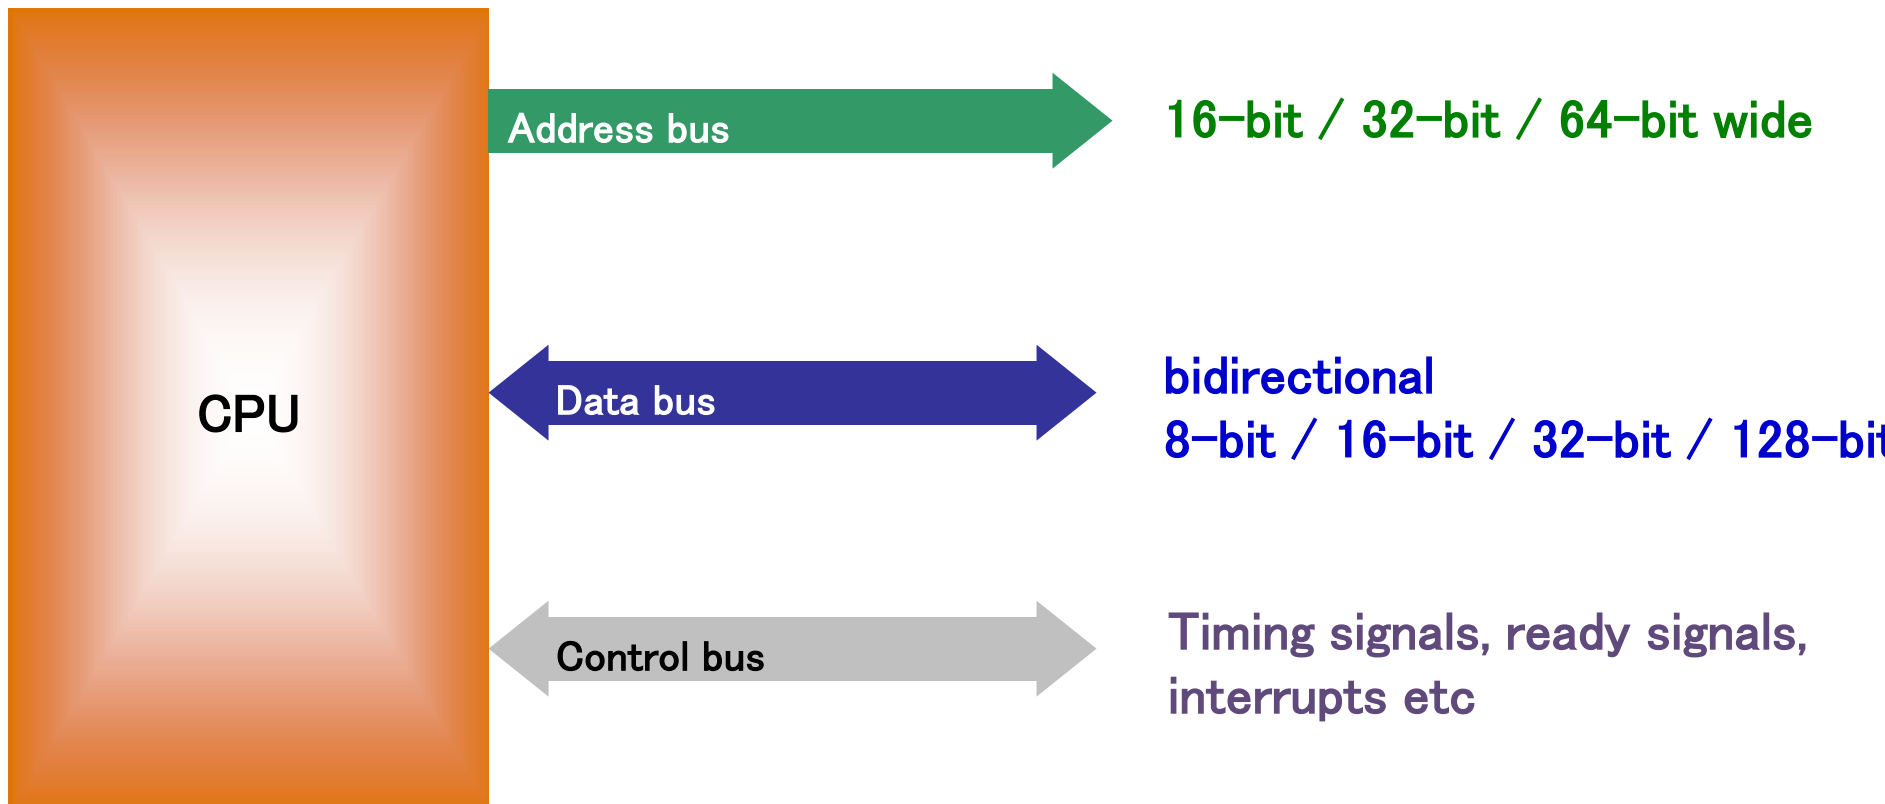 Address bus
16-bit / 32-bit / 64-bit wide
CPU
Data bus
bidirectional
8-bit / 16-bit / 32-bit / 128-bit
Control bus
Timing signals, ready signals,
interrupts etc